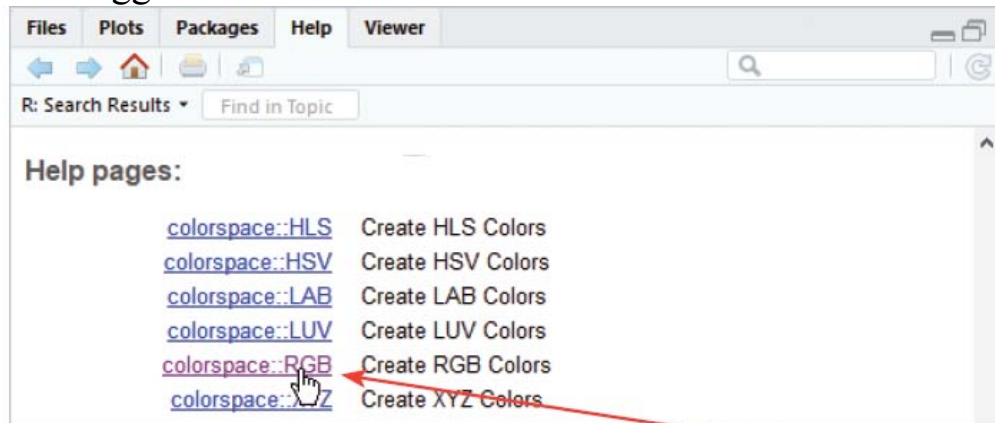 Files Plots Packages Help Viewer
R: Search Results Find in Topic
Help pages:
colorspace::HLS Create HLS Colors
colorspace::HSV Create HSV Colors
colorspace::LAB Create LAB Colors
colorspace::LUV Create LUV Colors
colorspace::RGB Create RGB Colors
Create XYZ Colors